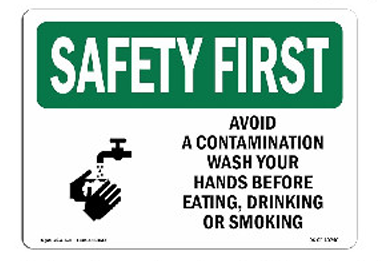 SAFETY FIRST
AVOID
A CONTAMINATION
WASH YOUR
HANDS BEFORE
EATING, DRINKING
OR SMOKING